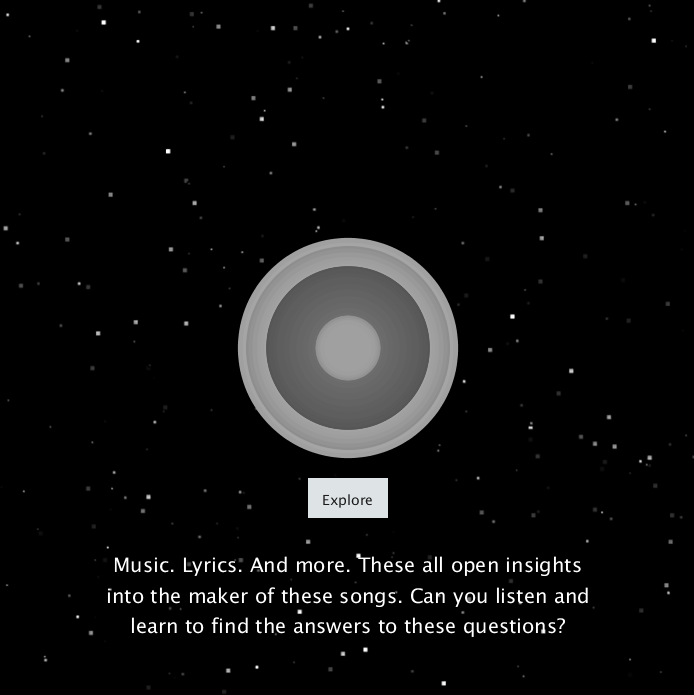 Explore
Music. Lyrics. And more. These all open insights
into the maker of these songs. Can you listen and
learn to find the answers to these questions?